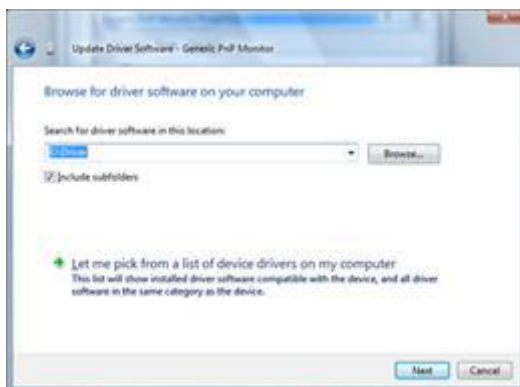 Update Driver Software - Generic PnP Monitor
Browse for driver software on your computer
Search for driver software in this location:
Browse...
Include subfolders
Let me pick from a list of device drivers on my computer
This list will show installed driver software compatible with the device, and all driver
software in the same category as the device.
Next
Cancel